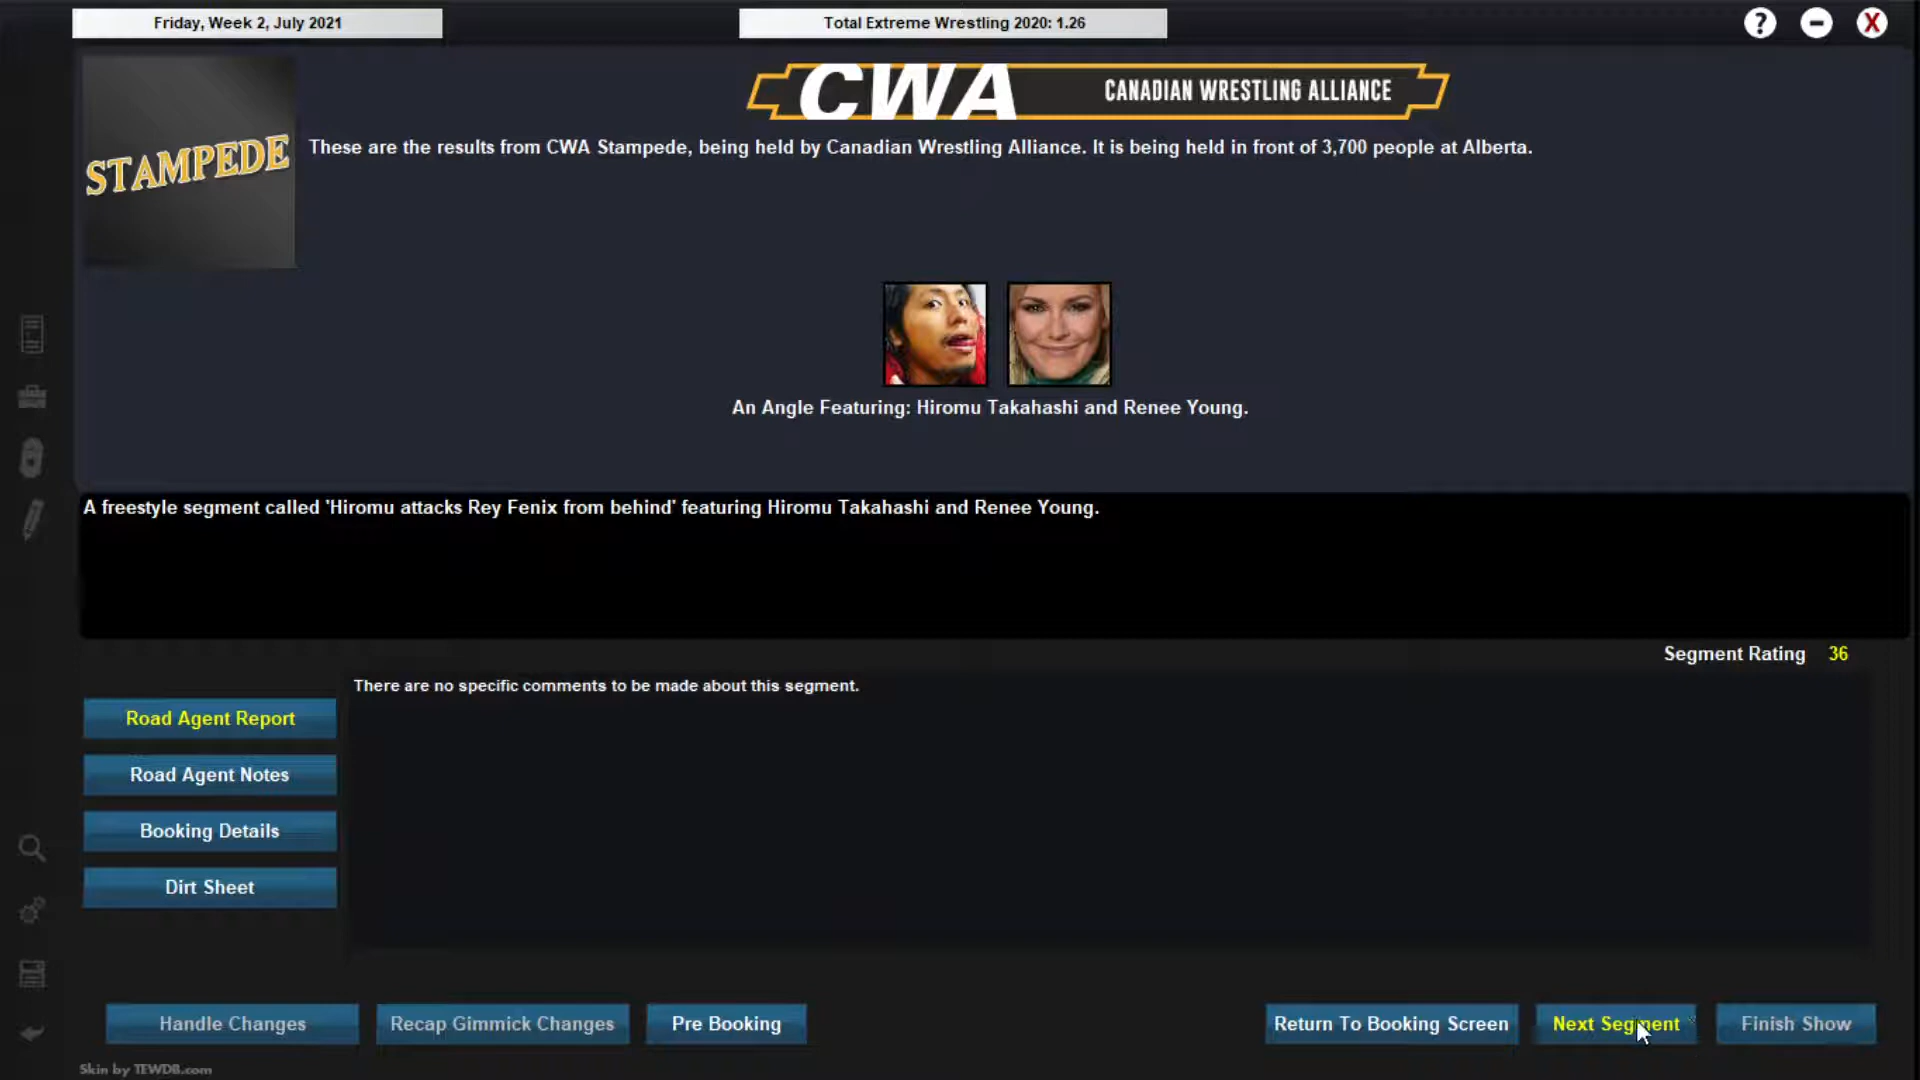 Friday, Week 2, July 2021
Total Extreme Wrestling 2020: 1.26
?
X
STAMPEDE
CWA CANADIAN WRESTLING ALLIANCE
These are the results from CWA Stampede, being held by Canadian Wrestling Alliance. It is being held in front of 3,700 people at Alberta.
An Angle Featuring: Hiromu Takahashi and Renee Young.
A freestyle segment called 'Hiromu attacks Rey Fenix from behind' featuring Hiromu Takahashi and Renee Young.
Segment Rating 36
There are no specific comments to be made about this segment.
Road Agent Report
Road Agent Notes
Booking Details
Dirt Sheet
Handle Changes
Recap Gimmick Changes
Pre Booking
Return To Booking Screen
Next Segment
Finish Show
Skin by TEWDB.com